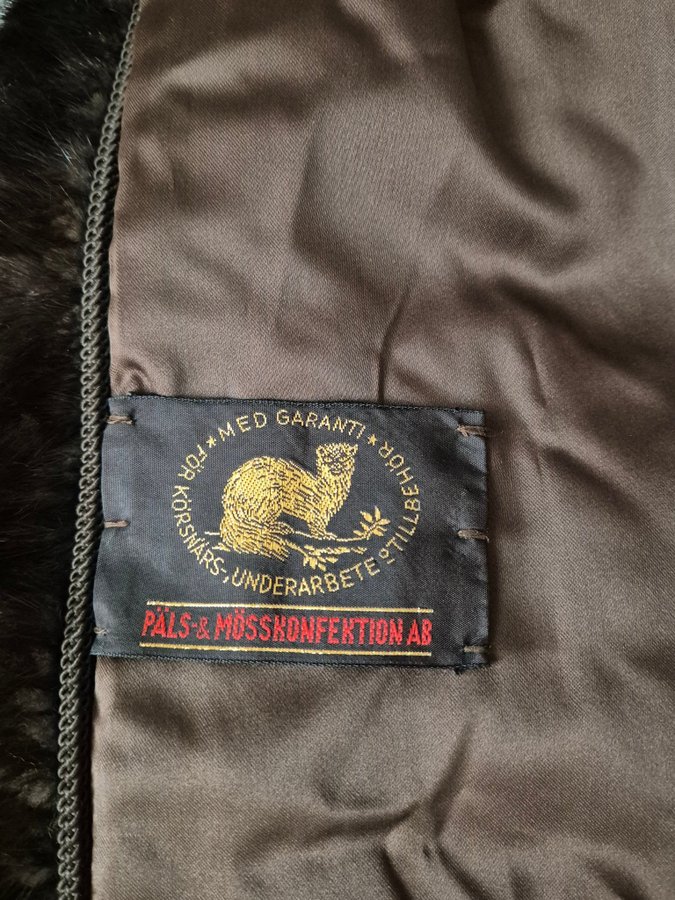 *MED GARANTI*
FÖR KÖRSNÄRS-, UNDERARBETE O TILLBEHÖR
PÄLS-& MÖSSKONFEKTION AB